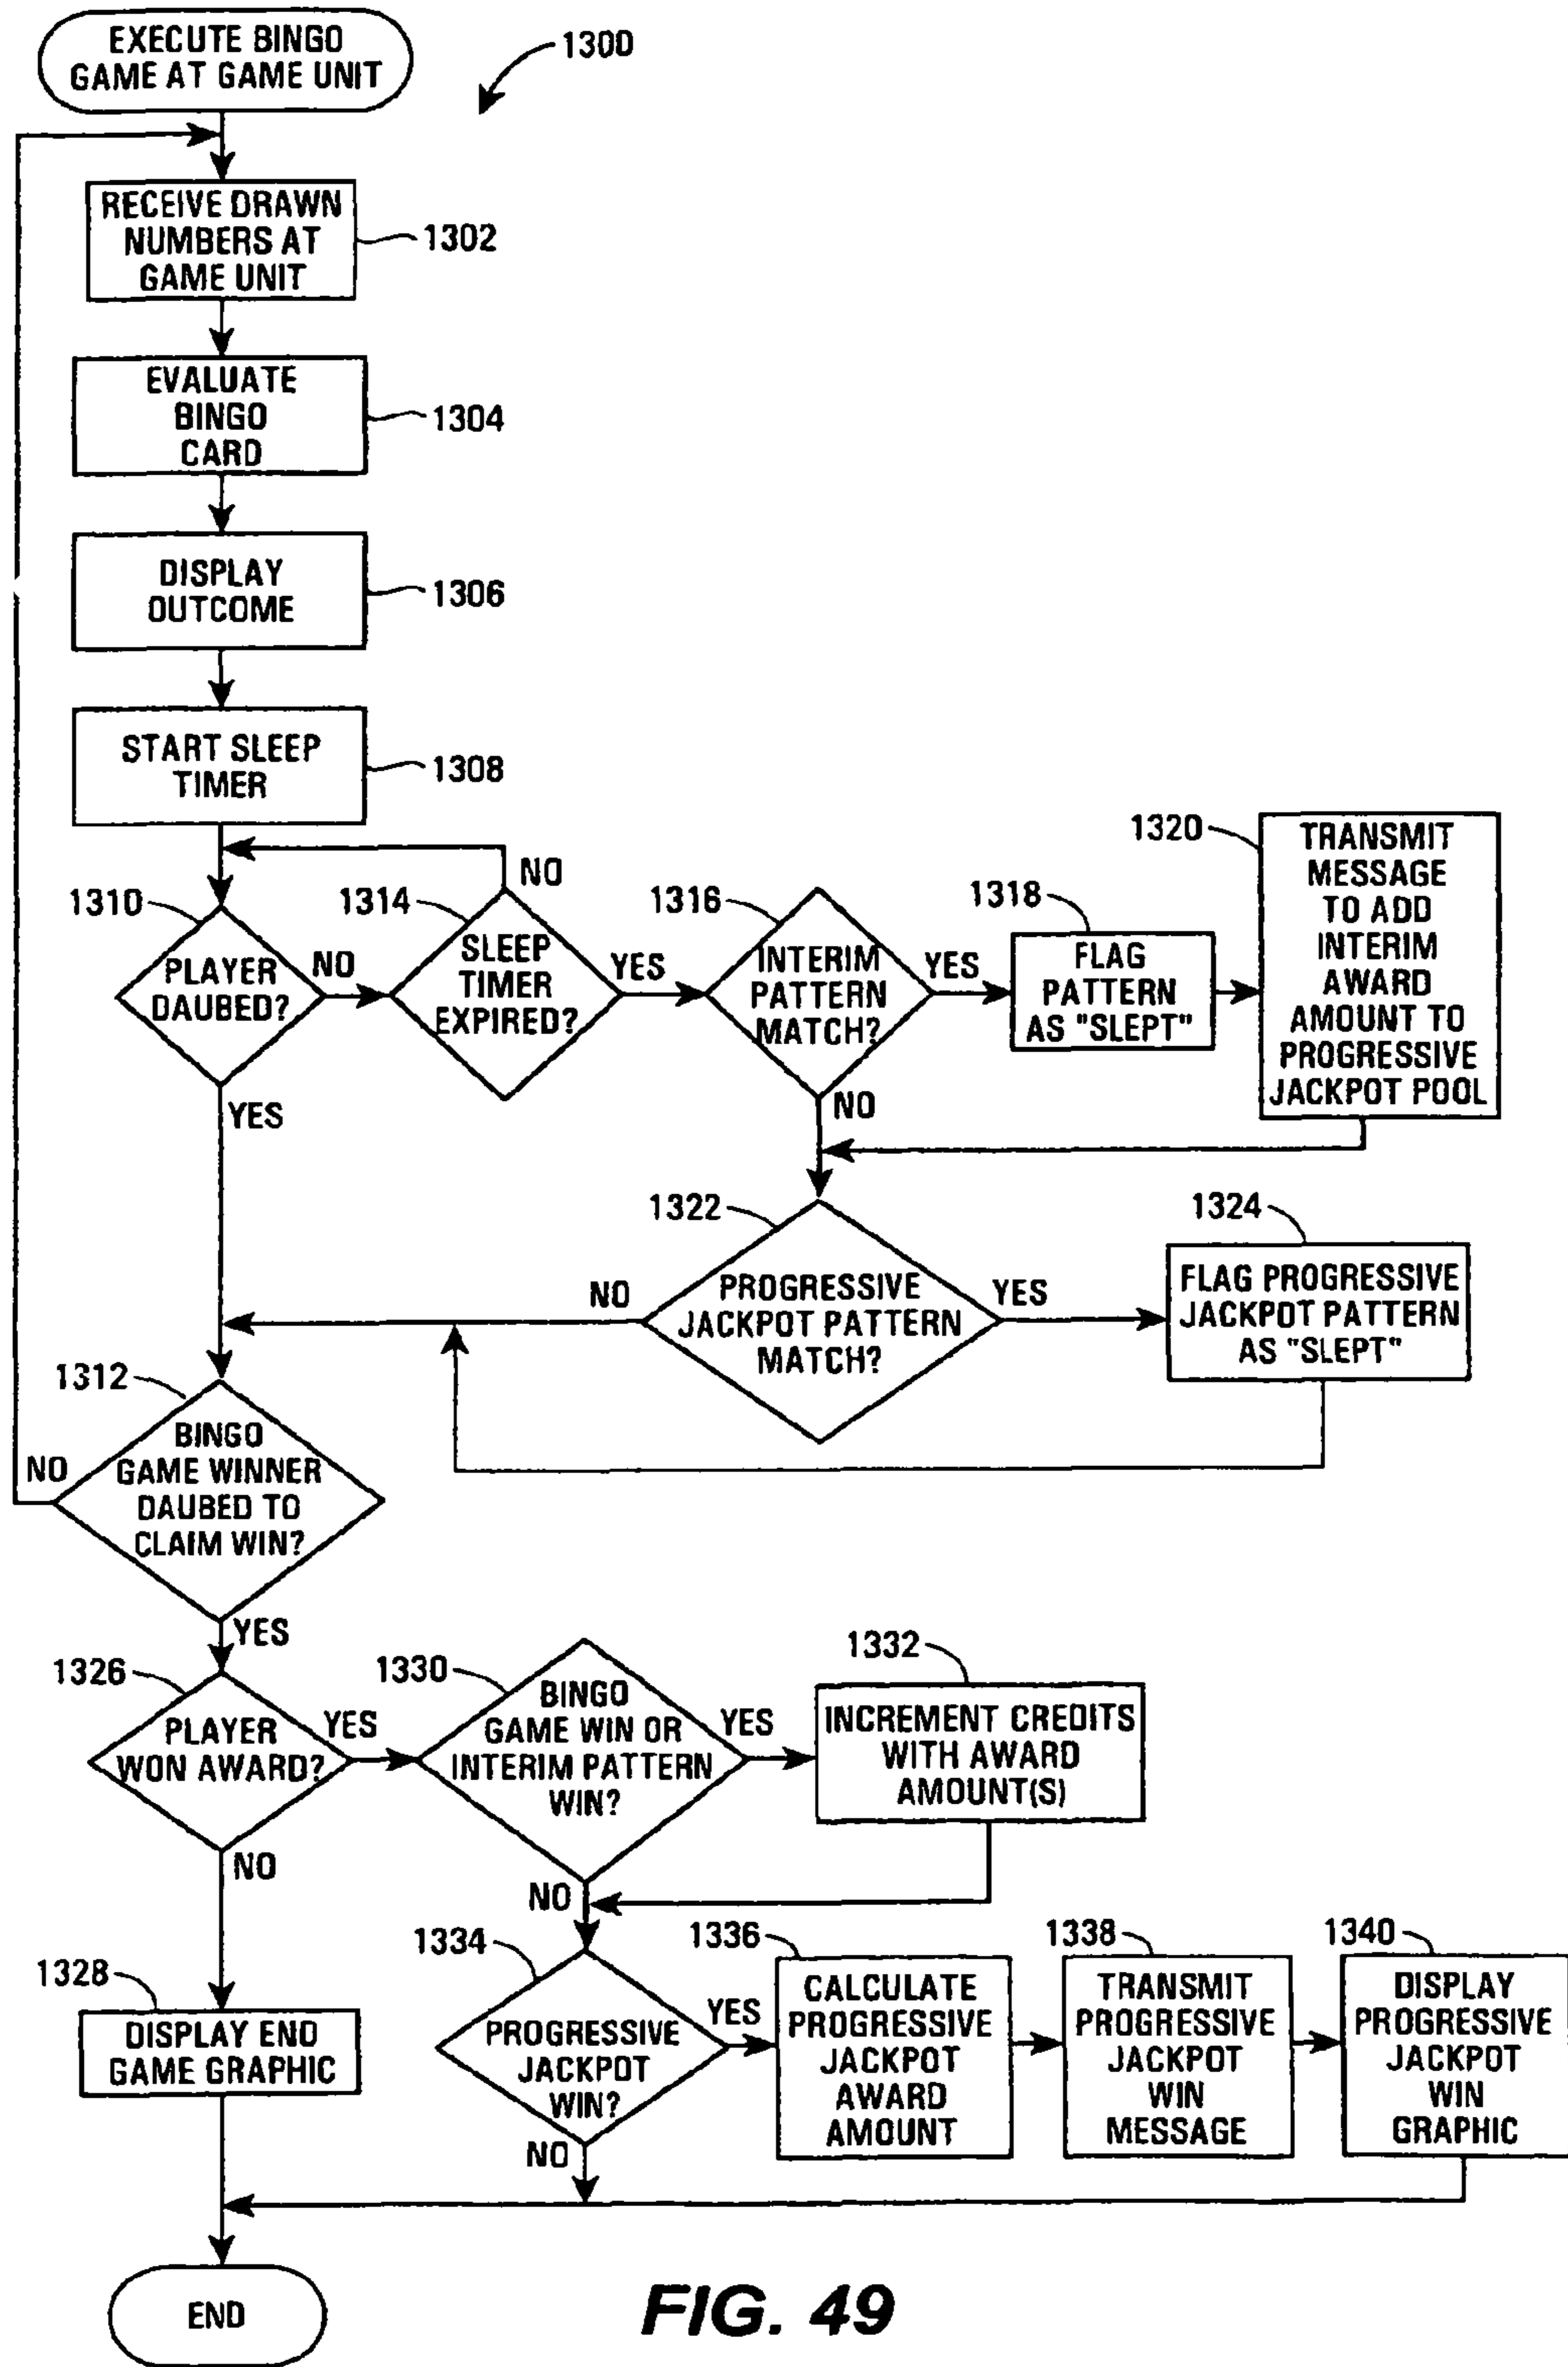 EXECUTE BINGO
GAME AT GAME UNIT
1300
RECEIVE DRAWN
NUMBERS AT
GAME UNIT
1302
EVALUATE
BINGO
CARD
1304
DISPLAY
OUTCOME
1306
START SLEEP
TIMER
1308
1310
PLAYER
DAUBED?
NO
YES
1314
SLEEP
TIMER
EXPIRED?
NO
YES
1316
INTERIM
PATTERN
MATCH?
YES
NO
1318
FLAG
PATTERN
AS "SLEPT"
1320
TRANSMIT
MESSAGE
TO ADD
INTERIM
AWARD
AMOUNT TO
PROGRESSIVE
JACKPOT POOL
1322
PROGRESSIVE
JACKPOT PATTERN
MATCH?
NO
YES
1324
FLAG PROGRESSIVE
JACKPOT PATTERN
AS "SLEPT"
1312
BINGO
GAME WINNER
DAUBED TO
CLAIM WIN?
NO
YES
1326
PLAYER
WON AWARD?
YES
NO
1330
BINGO
GAME WIN OR
INTERIM PATTERN
WIN?
YES
NO
1332
INCREMENT CREDITS
WITH AWARD
AMOUNT(S)
1328
DISPLAY END
GAME GRAPHIC
1334
PROGRESSIVE
JACKPOT
WIN?
YES
NO
1336
CALCULATE
PROGRESSIVE
JACKPOT
AWARD
AMOUNT
1338
TRANSMIT
PROGRESSIVE
JACKPOT
WIN
MESSAGE
1340
DISPLAY
PROGRESSIVE
JACKPOT
WIN
GRAPHIC
END
FIG. 49